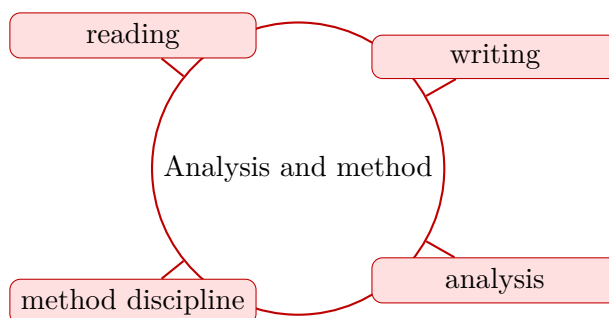 reading
writing
Analysis and method
method discipline
analysis